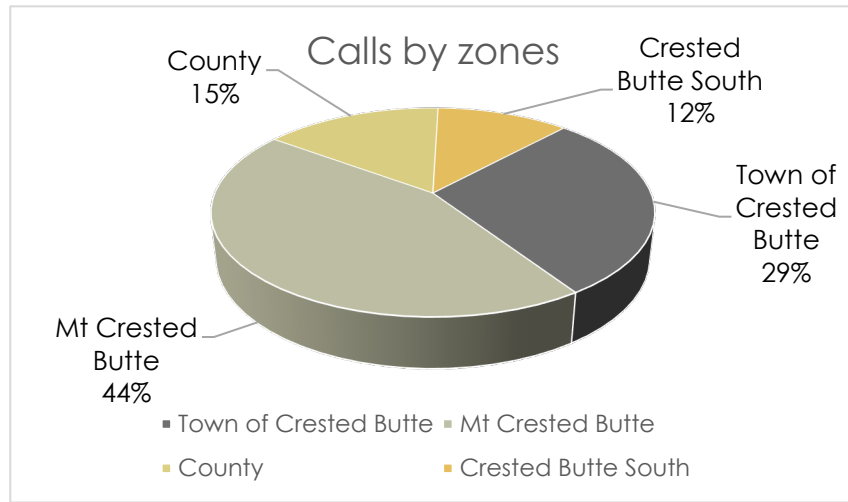 Calls by zones
County
15%
Crested
Butte South
12%
Town of
Crested
Butte
29%
Mt Crested
Butte
44%
Town of Crested Butte
Mt Crested Butte
County
Crested Butte South